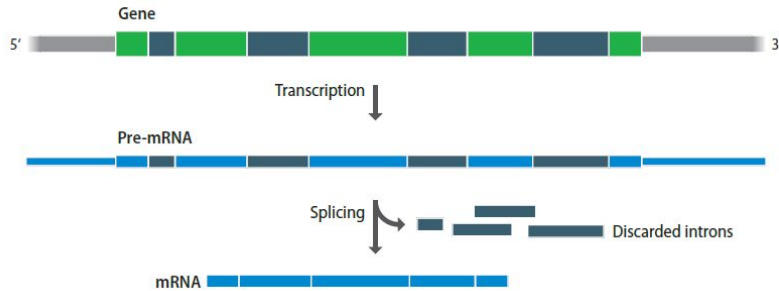 Gene
5’
3
Transcription
Pre-mRNA
Splicing
Discarded introns
mRNA